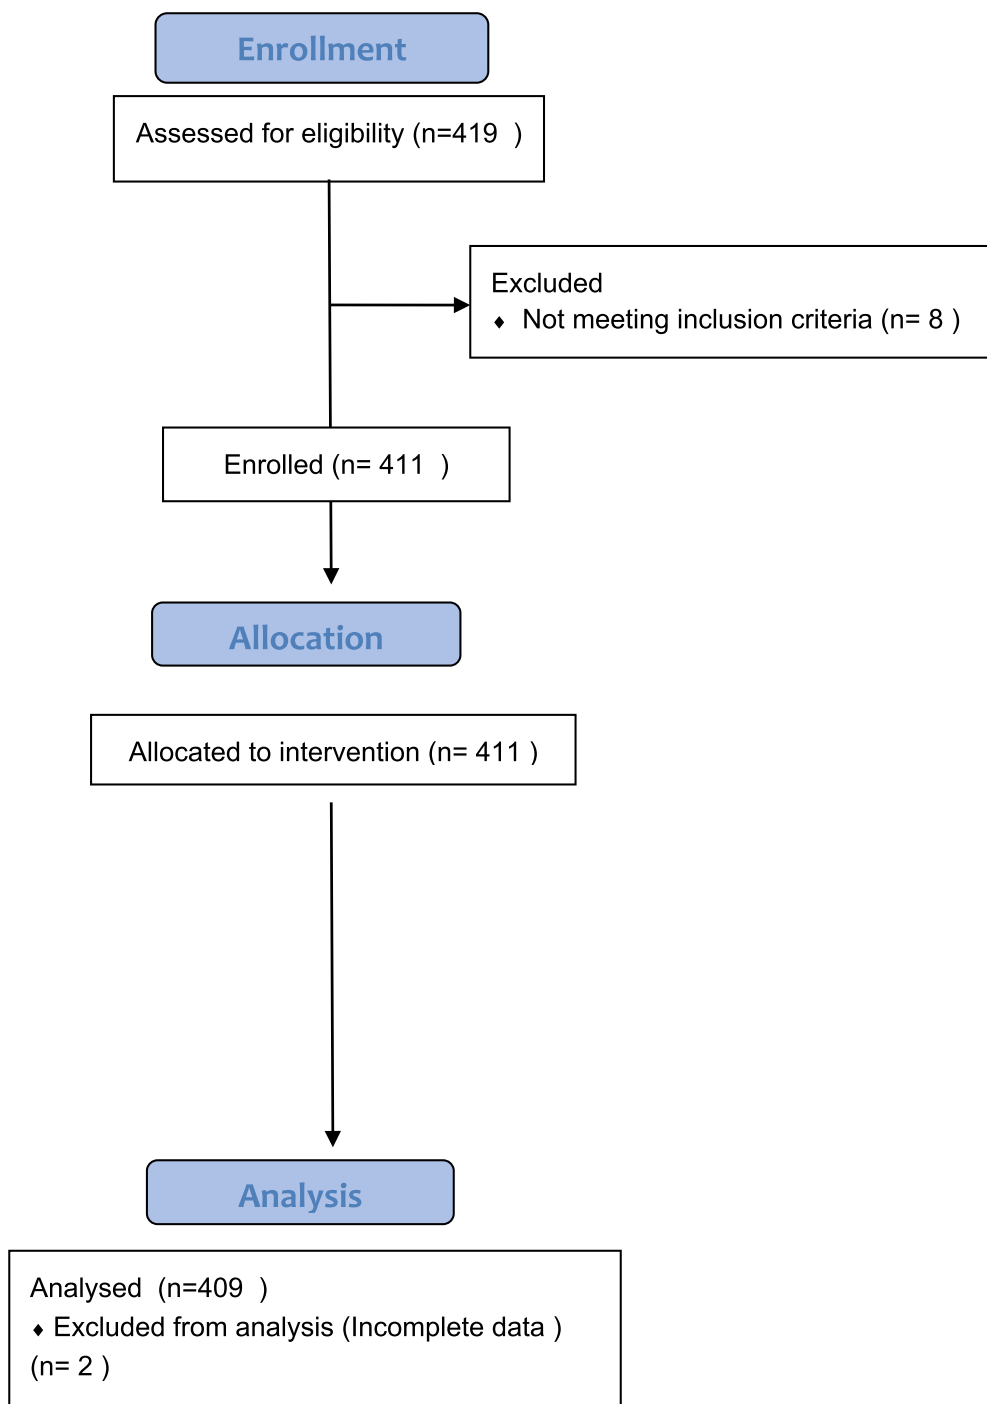 Enrollment
Assessed for eligibility (n=419  )
Excluded
♦ Not meeting inclusion criteria (n= 8 )
Enrolled (n= 411  )
Allocation
Allocated to intervention (n= 411 )
Analysis
Analysed  (n=409  )
♦ Excluded from analysis (Incomplete data )
(n= 2 )